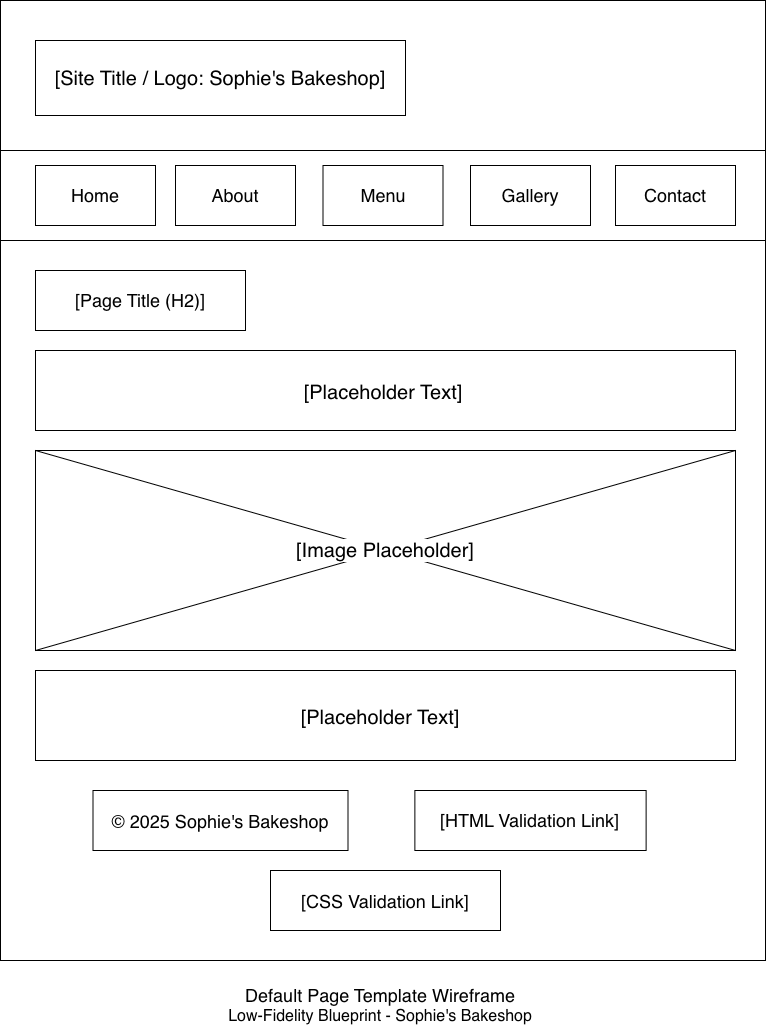 [Site Title / Logo: Sophie's Bakeshop]
Home
About
Menu
Gallery
Contact
[Page Title (H2)]
[Placeholder Text]
[Image Placeholder]
[Placeholder Text]
© 2025 Sophie's Bakeshop
[HTML Validation Link]
[CSS Validation Link]
Default Page Template Wireframe
Low-Fidelity Blueprint - Sophie's Bakeshop